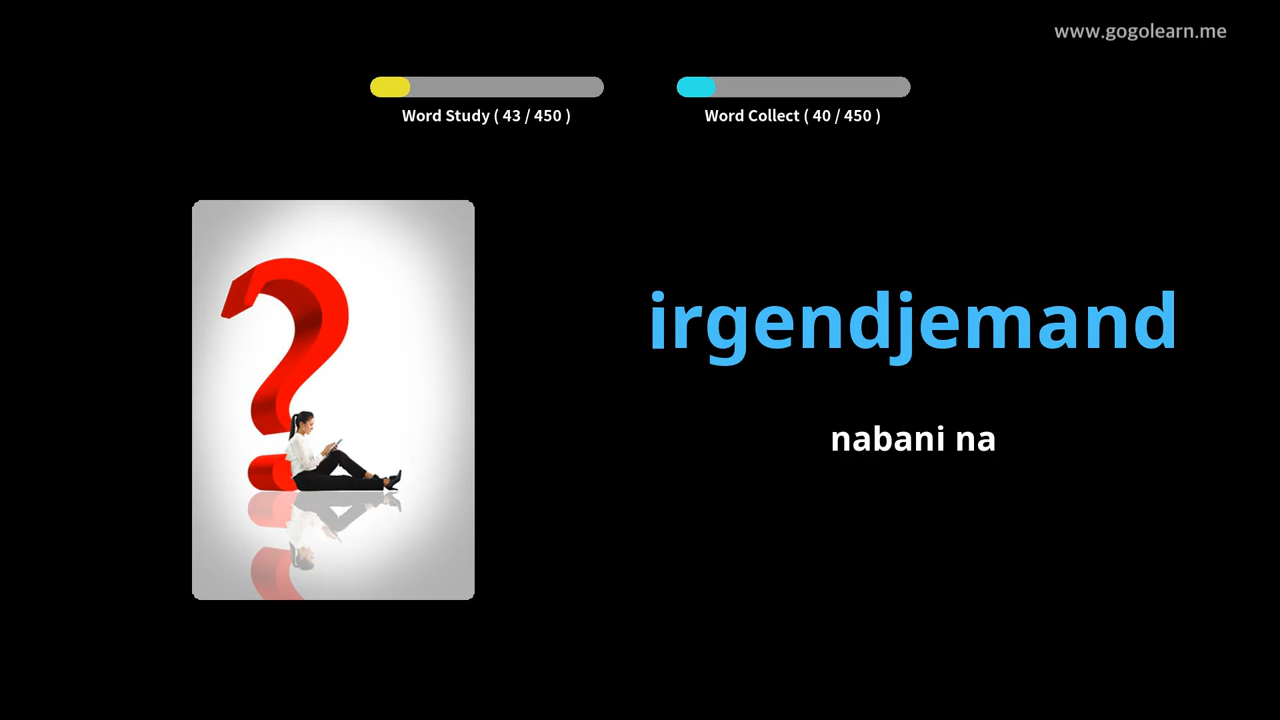 www.gogolearn.me
Word Study ( 43 / 450 )
Word Collect ( 40 / 450 )
irgendjemand
nabani na